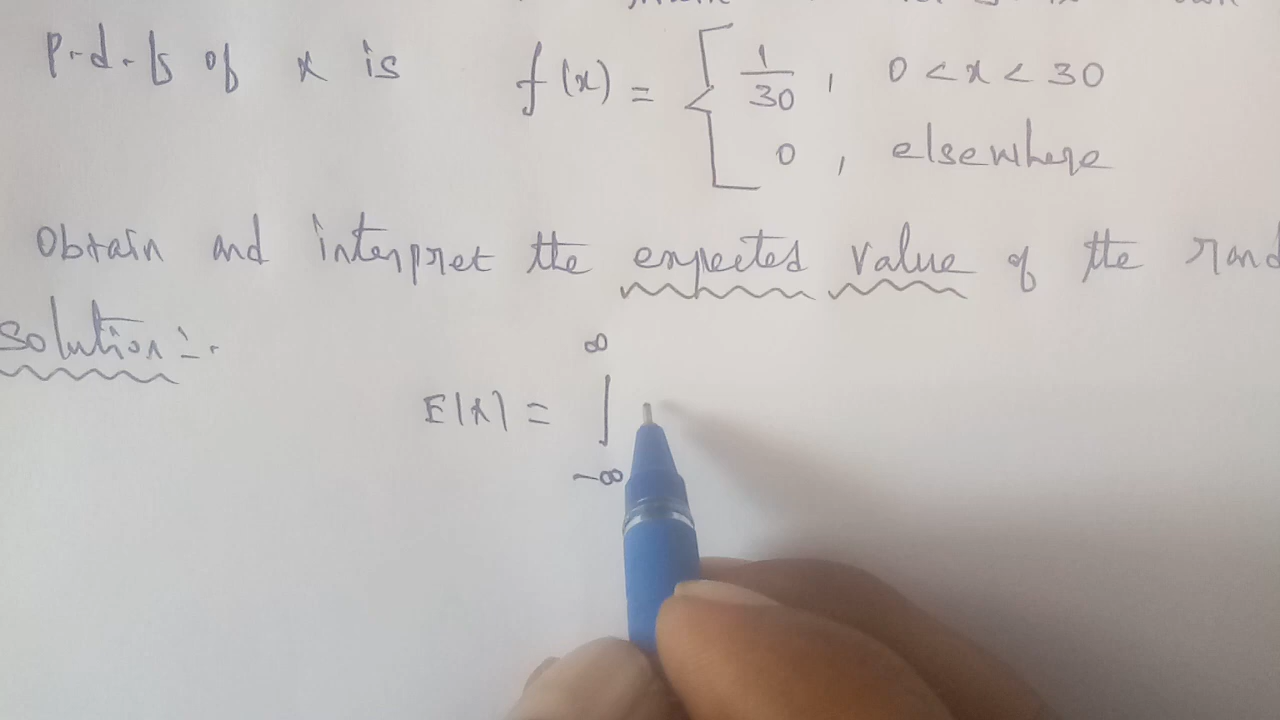 P.d.f of x is f(x) = { 1/30 , 0 < x < 30
0 , elsewhere
Obtain and interpret the expected value of the rand
Solution :-
E(x) = ∫ ∞ -∞